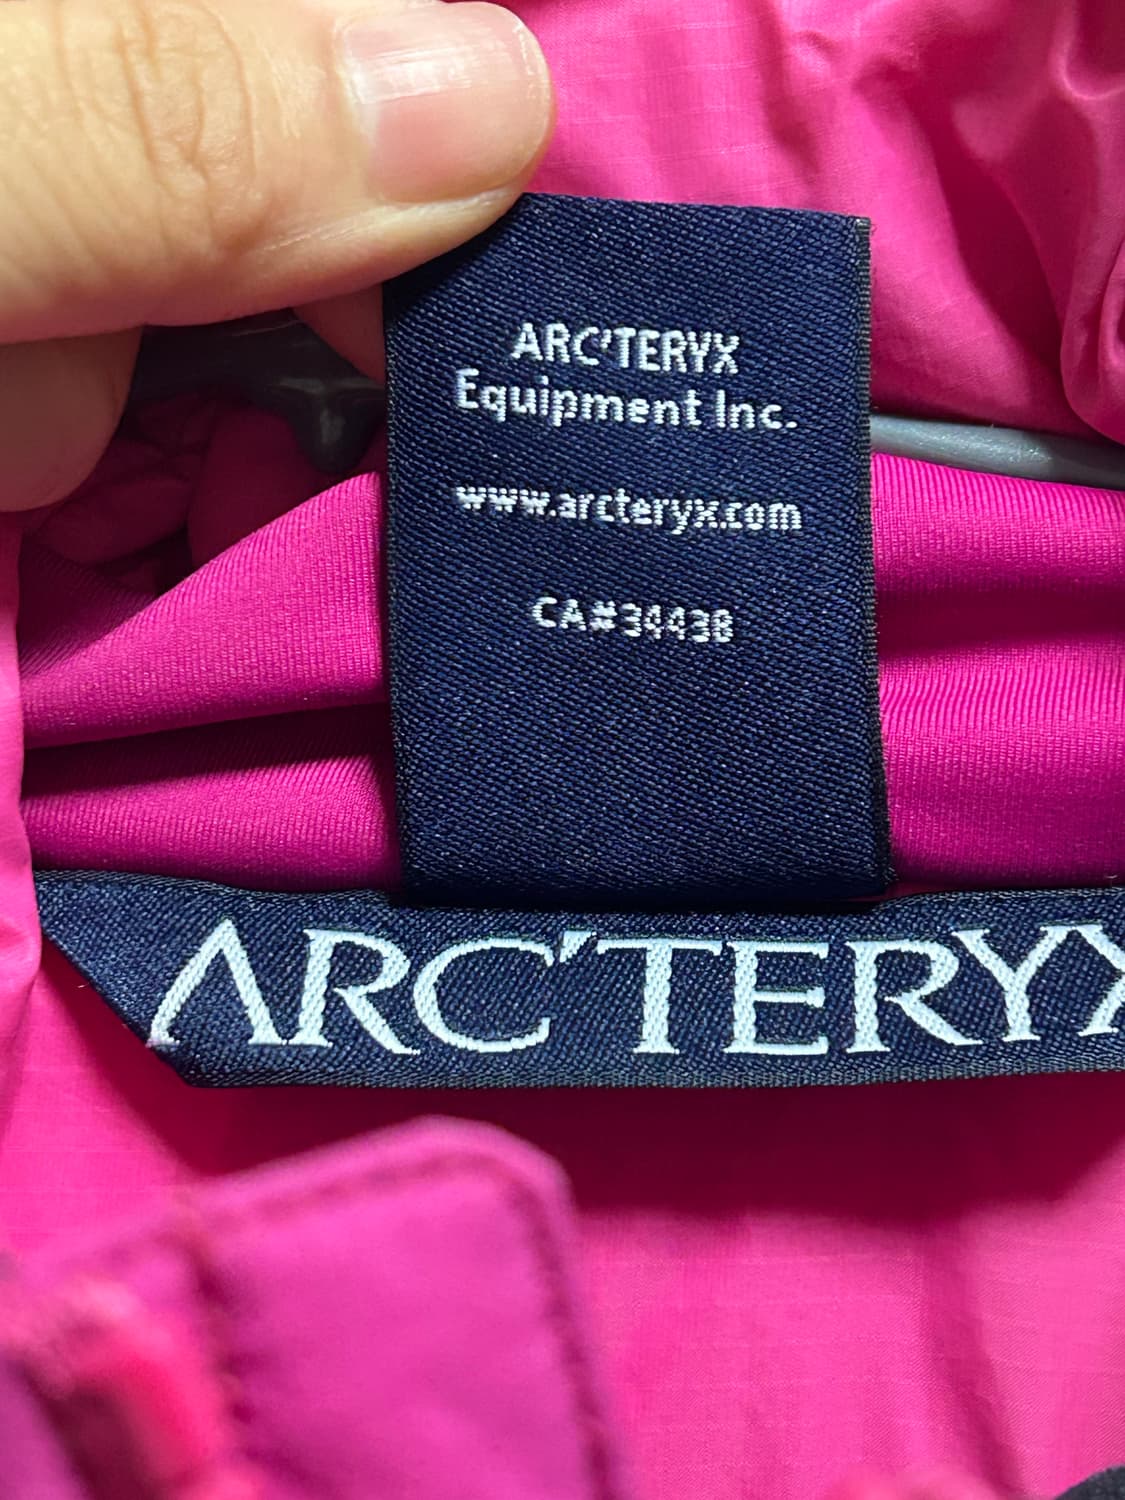 ARC'TERYX
Equipment Inc.
www.arcteryx.com
CA#34438
ARC'TERYX